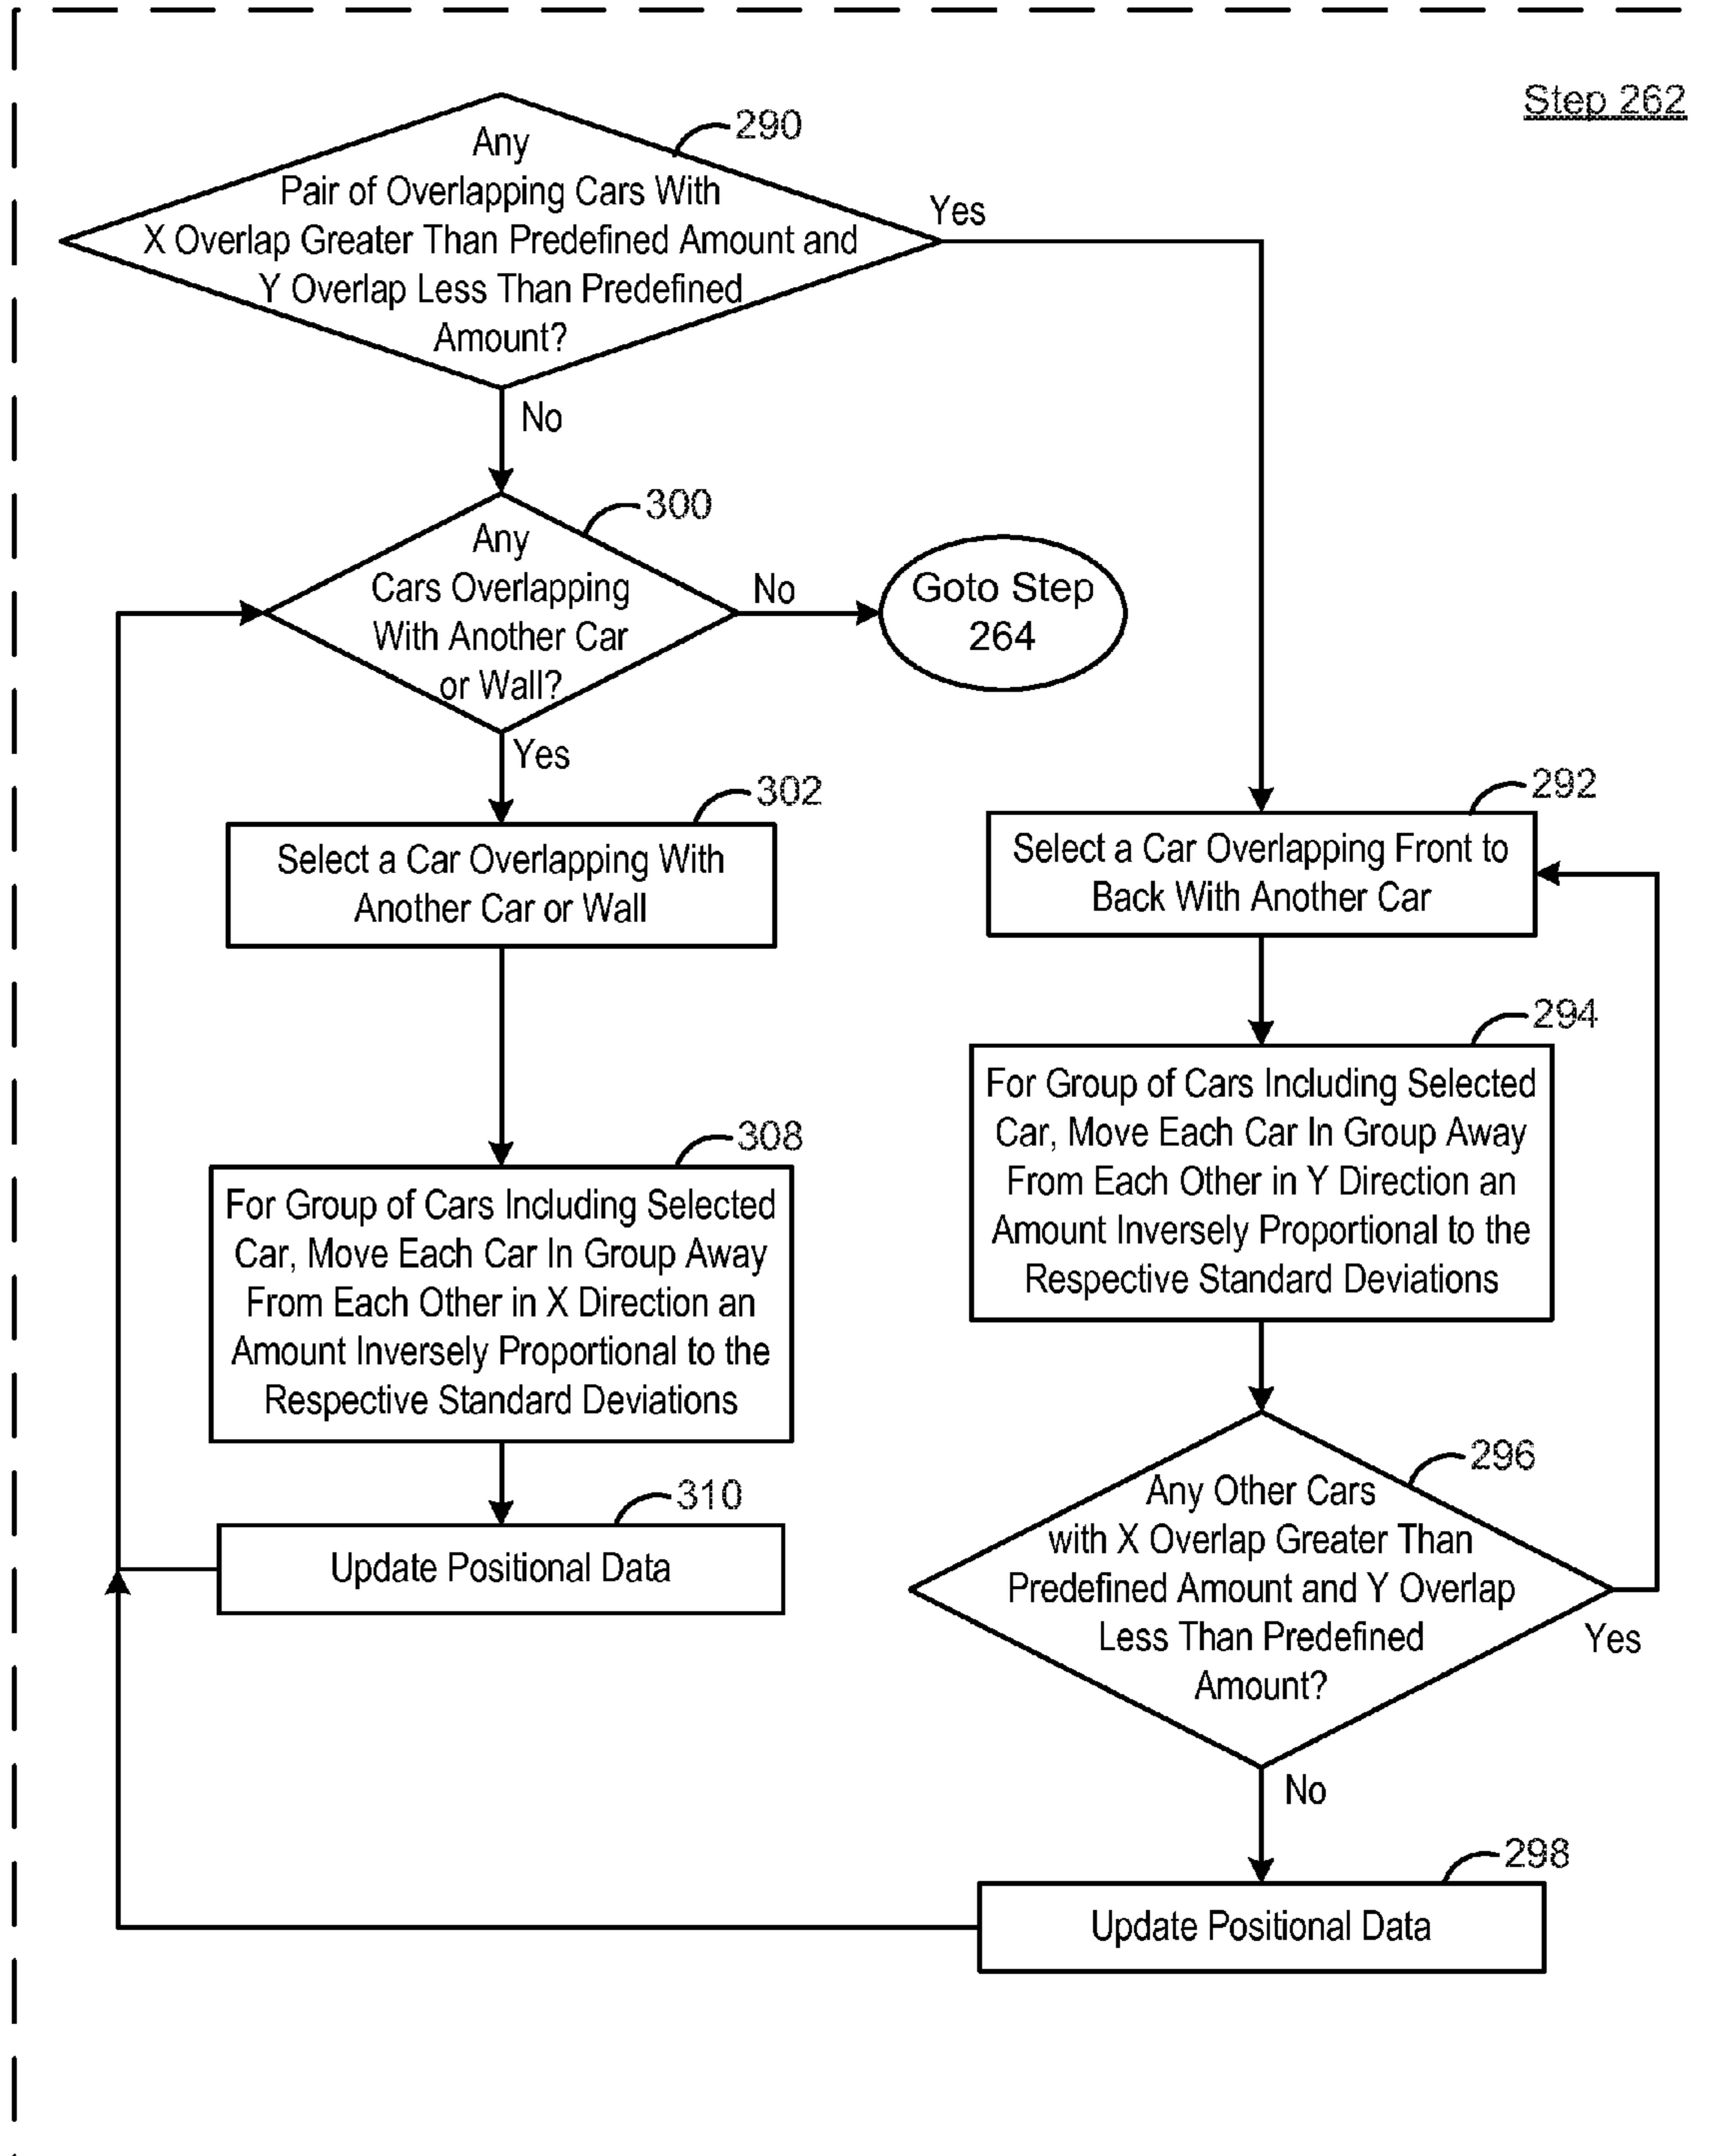 Step 262
290
Any
Pair of Overlapping Cars With
X Overlap Greater Than Predefined Amount and
Y Overlap Less Than Predefined
Amount?
Yes
No
300
Any
Cars Overlapping
With Another Car
or Wall?
No
Goto Step
264
Yes
302
Select a Car Overlapping With
Another Car or Wall
308
For Group of Cars Including Selected
Car, Move Each Car In Group Away
From Each Other in X Direction an
Amount Inversely Proportional to the
Respective Standard Deviations
310
Update Positional Data
292
Select a Car Overlapping Front to
Back With Another Car
294
For Group of Cars Including Selected
Car, Move Each Car In Group Away
From Each Other in Y Direction an
Amount Inversely Proportional to the
Respective Standard Deviations
296
Any Other Cars
with X Overlap Greater Than
Predefined Amount and Y Overlap
Less Than Predefined
Amount?
Yes
No
298
Update Positional Data